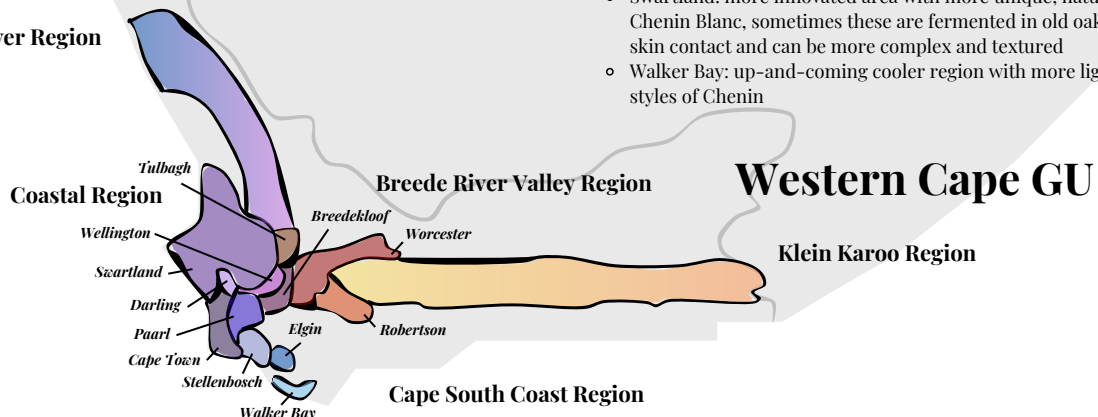 Swartland: more innovated area with more unique,
Chenin Blanc, sometimes these are fermented in old oak
skin contact and can be more complex and textured
Walker Bay: up-and-coming cooler region with more
styles of Chenin
Region
Tulbagh
Coastal Region
Breede River Valley Region
Western Cape GU
Breedekloof
Wellington
Worcester
Klein Karoo Region
Swartland
Darling
Paarl
Elgin
Robertson
Cape Town
Stellenbosch
Cape South Coast Region
Walker Bay